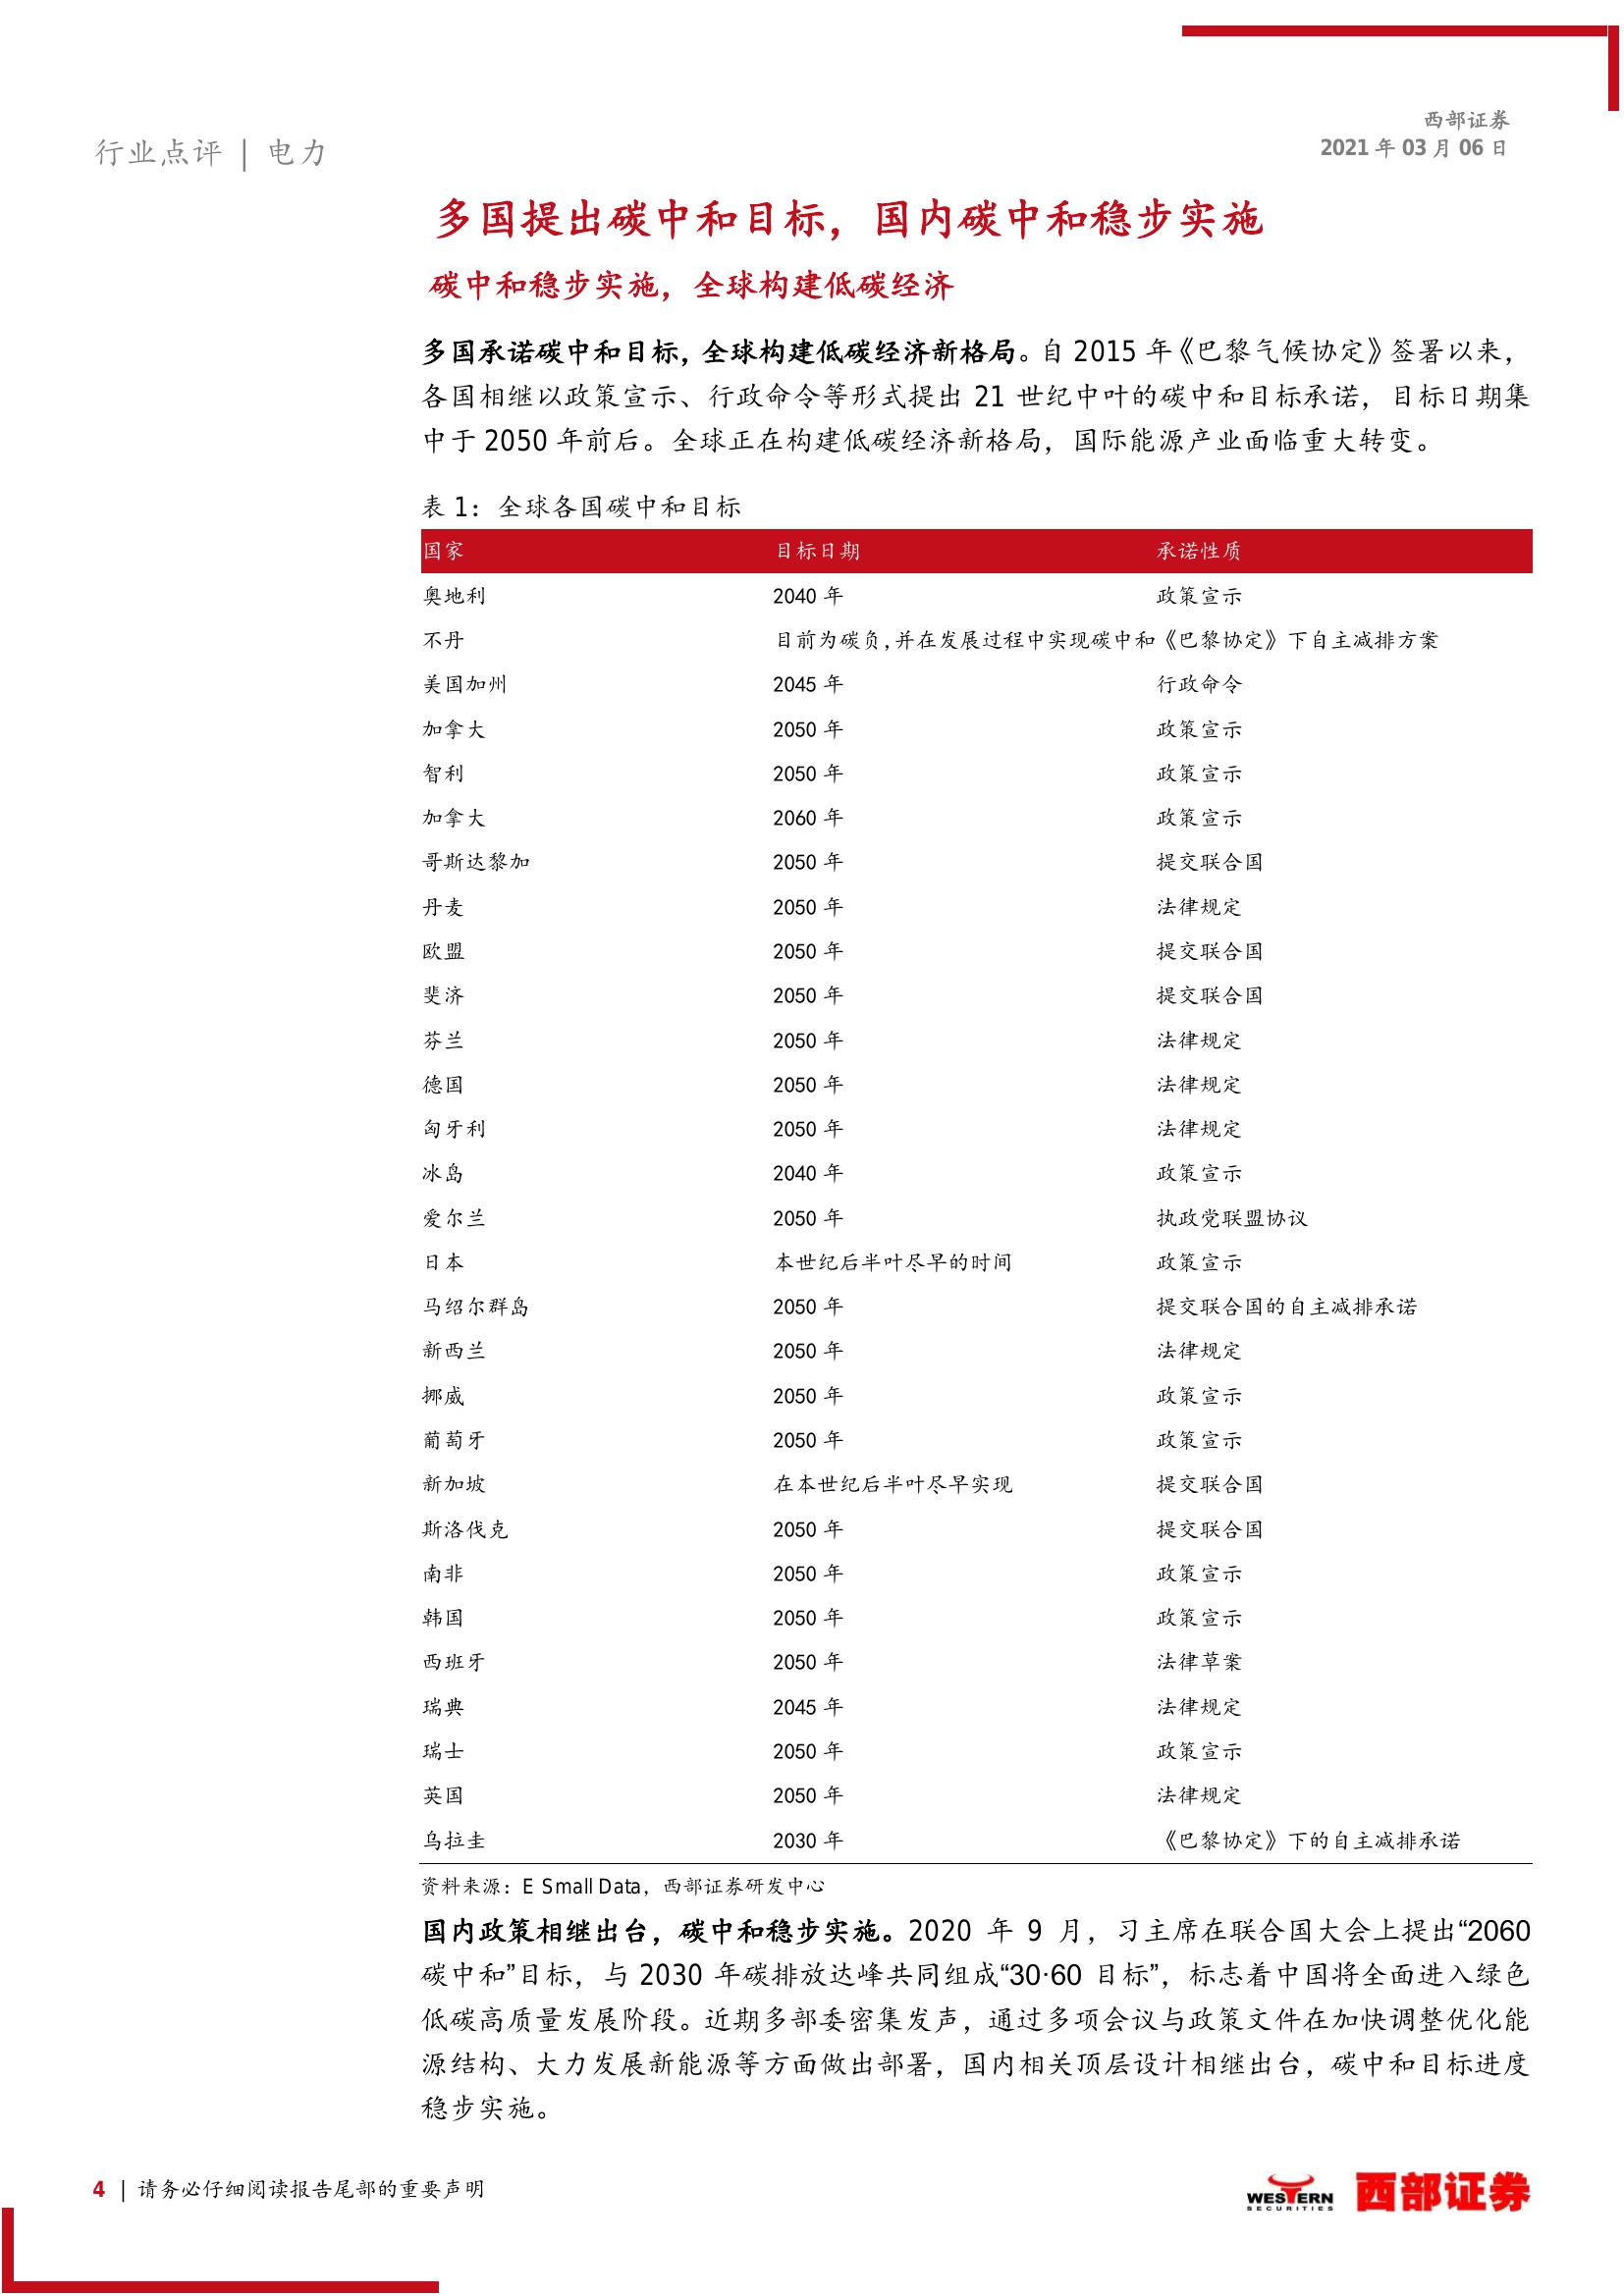 西部证券
行业点评 | 电力
2021 年 03 月 06 日
多国提出碳中和目标，国内碳中和稳步实施
碳中和稳步实施，全球构建低碳经济
多国承诺碳中和目标，全球构建低碳经济新格局。自 2015 年《巴黎气候协定》签署以来，
各国相继以政策宣示、行政命令等形式提出 21 世纪中叶的碳中和目标承诺，目标日期集
中于 2050 年前后。全球正在构建低碳经济新格局，国际能源产业面临重大转变。
表 1：全球各国碳中和目标
国家 目标日期 承诺性质
奥地利 2040 年 政策宣示
不丹 目前为碳负，并在发展过程中实现碳中和《巴黎协定》下自主减排方案
美国加州 2045 年 行政命令
加拿大 2050 年 政策宣示
智利 2050 年 政策宣示
加拿大 2060 年 政策宣示
哥斯达黎加 2050 年 提交联合国
丹麦 2050 年 法律规定
欧盟 2050 年 提交联合国
斐济 2050 年 提交联合国
芬兰 2050 年 法律规定
德国 2050 年 法律规定
匈牙利 2050 年 法律规定
冰岛 2040 年 政策宣示
爱尔兰 2050 年 执政党联盟协议
日本 本世纪后半叶尽早的时间 政策宣示
马绍尔群岛 2050 年 提交联合国的自主减排承诺
新西兰 2050 年 法律规定
挪威 2050 年 政策宣示
葡萄牙 2050 年 政策宣示
新加坡 在本世纪后半叶尽早实现 提交联合国
斯洛伐克 2050 年 提交联合国
南非 2050 年 政策宣示
韩国 2050 年 政策宣示
西班牙 2050 年 法律草案
瑞典 2045 年 法律规定
瑞士 2050 年 政策宣示
英国 2050 年 法律规定
乌拉圭 2030 年 《巴黎协定》下的自主减排承诺
资料来源：E Small Data，西部证券研发中心
国内政策相继出台，碳中和稳步实施。2020 年 9 月，习主席在联合国大会上提出“2060
碳中和”目标，与 2030 年碳排放达峰共同组成“30·60 目标”，标志着中国将全面进入绿色
低碳高质量发展阶段。近期多部委密集发声，通过多项会议与政策文件在加快调整优化能
源结构、大力发展新能源等方面做出部署，国内相关顶层设计相继出台，碳中和目标进度
稳步实施。
4 | 请务必仔细阅读报告尾部的重要声明
WESTERN
SECURITIES
西部证券